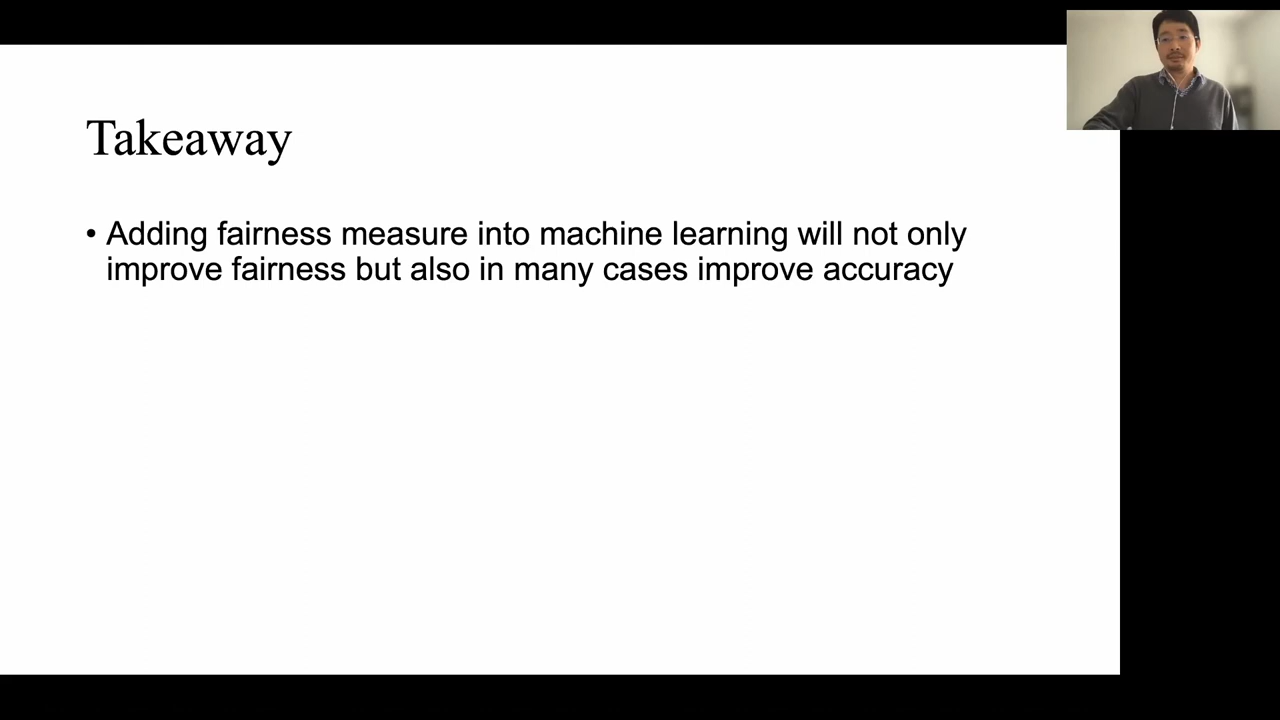 Takeaway
• Adding fairness measure into machine learning will not only
improve fairness but also in many cases improve accuracy